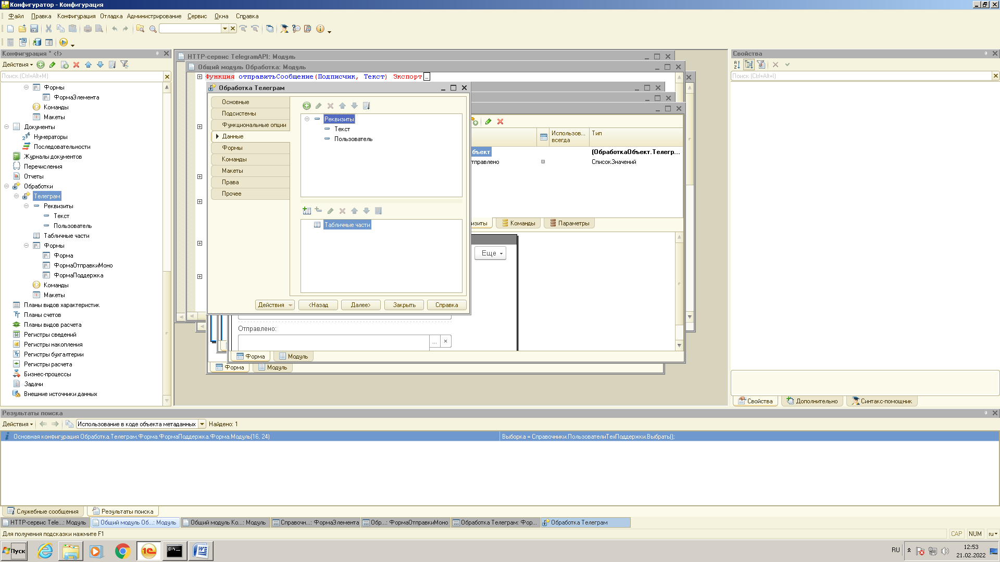 Конфигуратор - Конфигурация
Файл Правка Конфигурация Отладка Администрирование Сервис Окна Справка
Конфигурация * <!>
Действия
Поиск (Ctrl+Alt+M)
Формы
ФормаЭлемента
Команды
Макеты
Документы
Нумераторы
Последовательности
Журналы документов
Перечисления
Отчеты
Обработки
Телеграм
Реквизиты
Текст
Пользователь
Табличные части
Формы
Форма
ФормаОтправкиМоно
ФормаПоддержка
Команды
Макеты
Планы видов характеристик
Планы счетов
Планы видов расчета
Регистры сведений
Регистры накопления
Регистры бухгалтерии
Регистры расчета
Бизнес-процессы
Задачи
Внешние источники данных
HTTP-сервис TelegramAPI: Модуль
Общий модуль Обработка: Модуль
Функция отправитьСообщение(Подписчик, Текст) Экспорт...
Обработка Телеграм
Основные
Подсистемы
Функциональные опции
Данные
Формы
Команды
Макеты
Права
Прочее
Реквизиты
Текст
Пользователь
Табличные части
Действия <Назад Далее> Закрыть Справка
Использов... всегда
Тип
бъект (ОбработкаОбъект.Телегр...
тправлено СписокЗначений
изиты Команды Параметры
Еще
Отправлено:
... ×
Форма Модуль
Форма Модуль
Свойства
Поиск (Ctrl+Alt+I)
Свойства Дополнительно Синтакс-помощник
Результаты поиска
Действия Использование в коде объекта метаданных Найдено: 1
Основная конфигурация Обработка.Телеграм.Форма.ФормаПоддержка.Форма.Модуль(16, 24) Выборка = Справочники.ПользователиТехПоддержки.Выбрать();
Служебные сообщения Результаты поиска
HTTP-сервис Tele...: Модуль Общий модуль Об...: Модуль Общий модуль Ко...: Модуль Справочн...: ФормаЭлемента Обр...: ФормаОтправкиМоно Обработка Телеграм: Фор... Обработка Телеграм
Для получения подсказки нажмите F1 CAP NUM ru
Пуск RU 12:53
21.02.2022